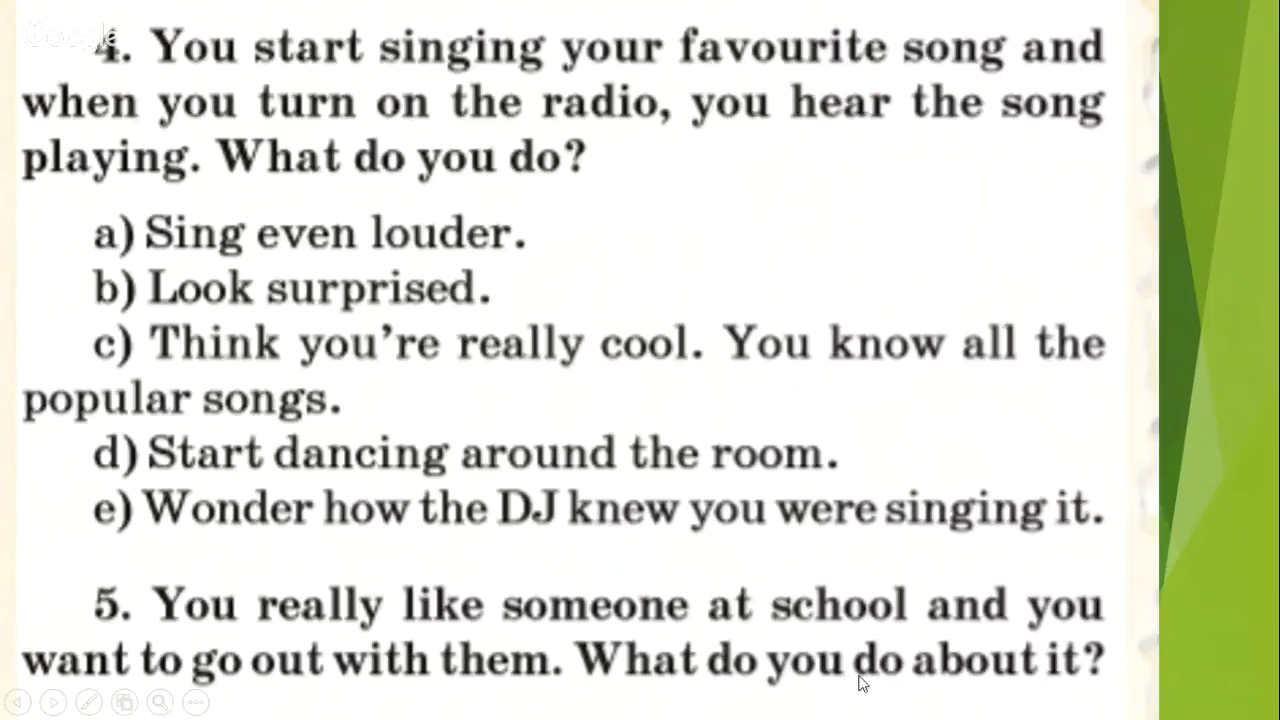 Google
4. You start singing your favourite song and
when you turn on the radio, you hear the song
playing. What do you do?
a) Sing even louder.
b) Look surprised.
c) Think you're really cool. You know all the
popular songs.
d) Start dancing around the room.
e) Wonder how the DJ knew you were singing it.
5. You really like someone at school and you
want to go out with them. What do you do about it?